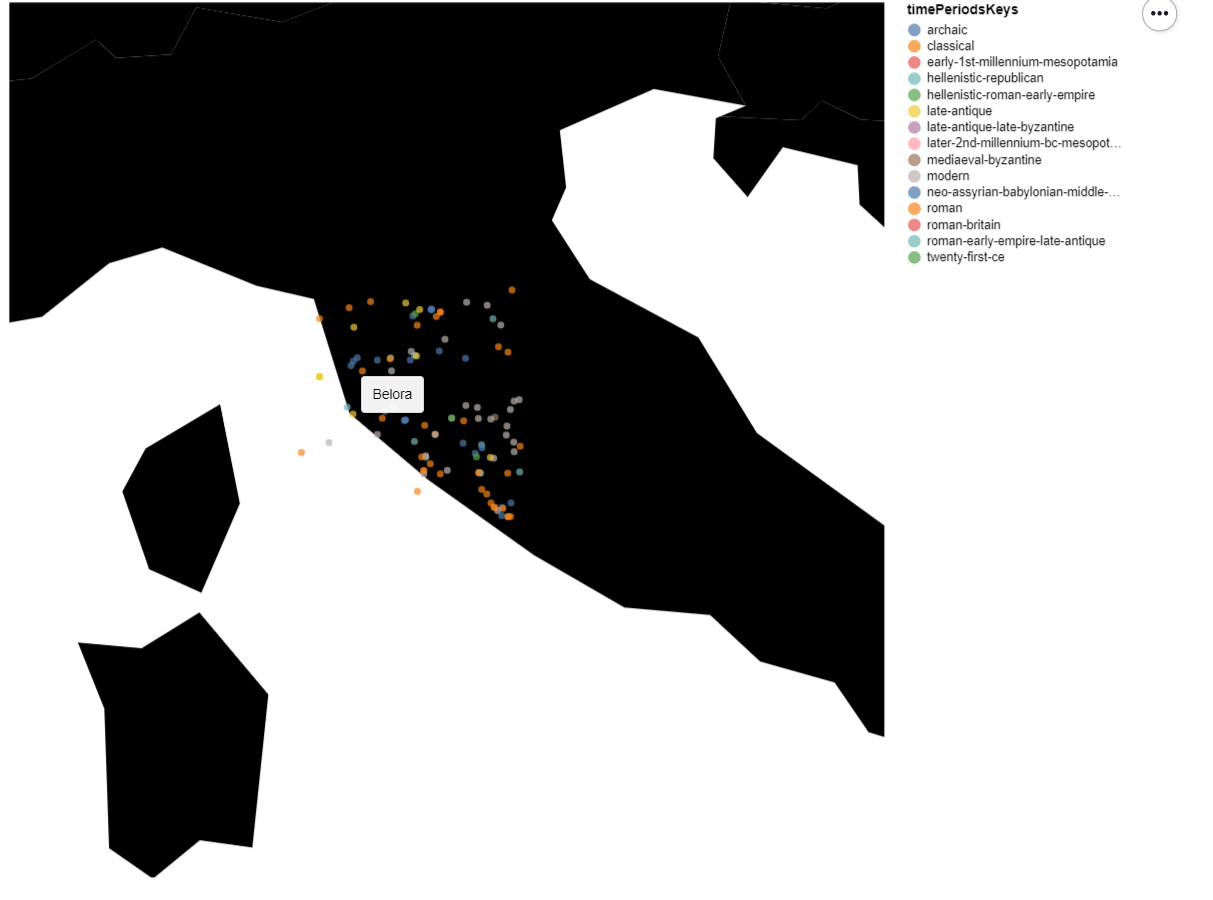 timePeriodsKeys
archaic
classical
early-1st-millennium-mesopotamia
hellenistic-republican
hellenistic-roman-early-empire
late-antique
late-antique-late-byzantine
later-2nd-millennium-bc-mesopot…
mediaeval-byzantine
modern
neo-assyrian-babylonian-middle-…
roman
roman-britain
roman-early-empire-late-antique
twenty-first-ce
Belora